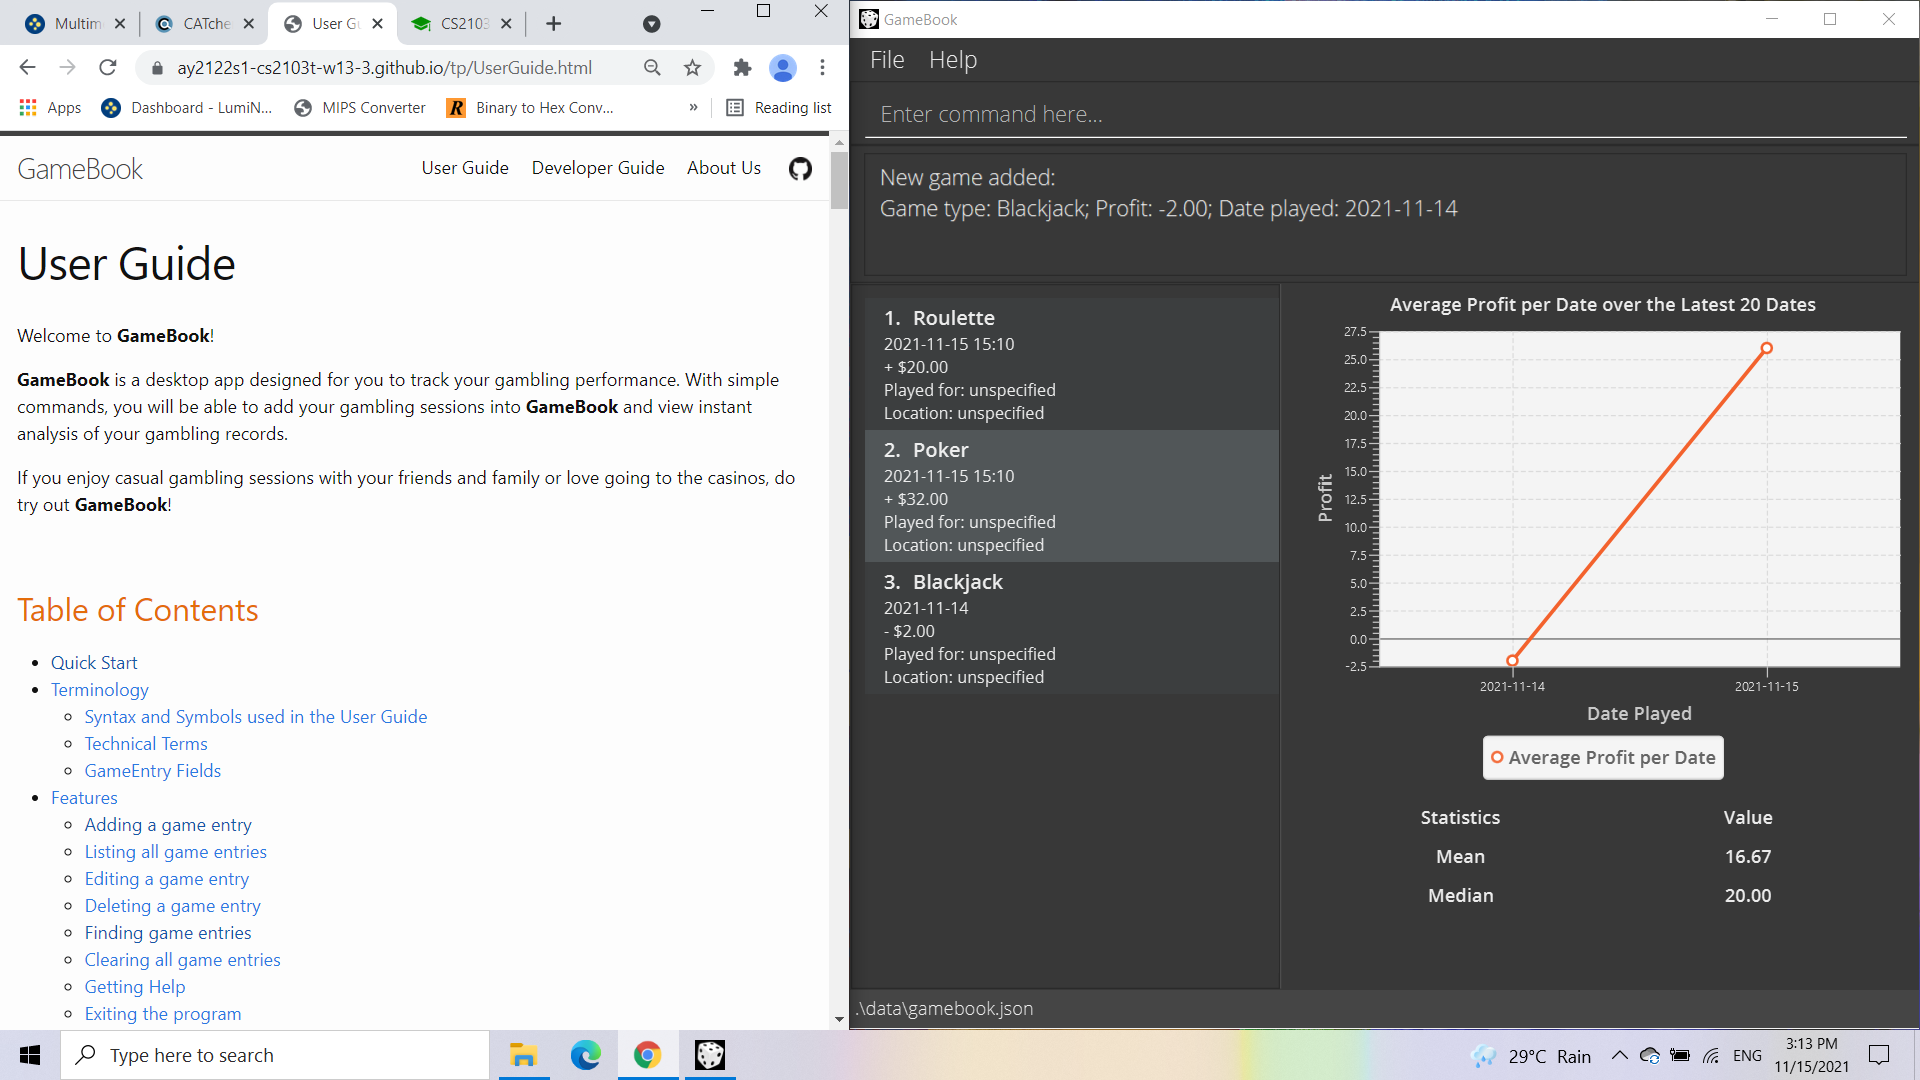 Multim
CATche
User Gu
CS2103
ay2122s1-cs2103t-w13-3.github.io/tp/UserGuide.html
Apps
Dashboard - LumiN...
MIPS Converter
R
Binary to Hex Conv...
»
Reading list
GameBook
User Guide
Developer Guide
About Us
User Guide
Welcome to GameBook!
GameBook is a desktop app designed for you to track your gambling performance. With simple
commands, you will be able to add your gambling sessions into GameBook and view instant
analysis of your gambling records.
If you enjoy casual gambling sessions with your friends and family or love going to the casinos, do
try out GameBook!
Table of Contents
Quick Start
Terminology
Syntax and Symbols used in the User Guide
Technical Terms
GameEntry Fields
Features
Adding a game entry
Listing all game entries
Editing a game entry
Deleting a game entry
Finding game entries
Clearing all game entries
Getting Help
Exiting the program
GameBook
File
Help
Enter command here...
New game added:
Game type: Blackjack; Profit: -2.00; Date played: 2021-11-14
1. Roulette
2021-11-15 15:10
+ $20.00
Played for: unspecified
Location: unspecified
2. Poker
2021-11-15 15:10
+ $32.00
Played for: unspecified
Location: unspecified
3. Blackjack
2021-11-14
- $2.00
Played for: unspecified
Location: unspecified
Average Profit per Date over the Latest 20 Dates
27.5
25.0
22.5
20.0
17.5
15.0
12.5
10.0
7.5
5.0
2.5
0.0
-2.5
Profit
2021-11-14
2021-11-15
Date Played
Average Profit per Date
Statistics Value
Mean 16.67
Median 20.00
.\data\gamebook.json
Type here to search
29°C Rain
ENG
3:13 PM
11/15/2021